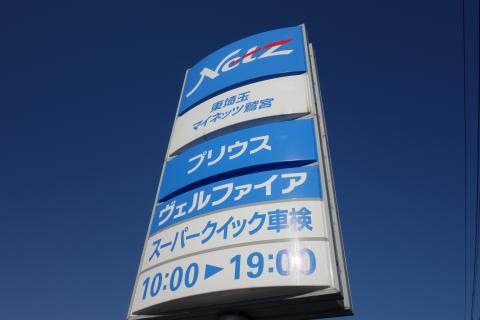 Netz
東埼玉
マイネッツ鷲宮
プリウス
ヴェルファイア
スーパークイック車検
10:00▶19:00